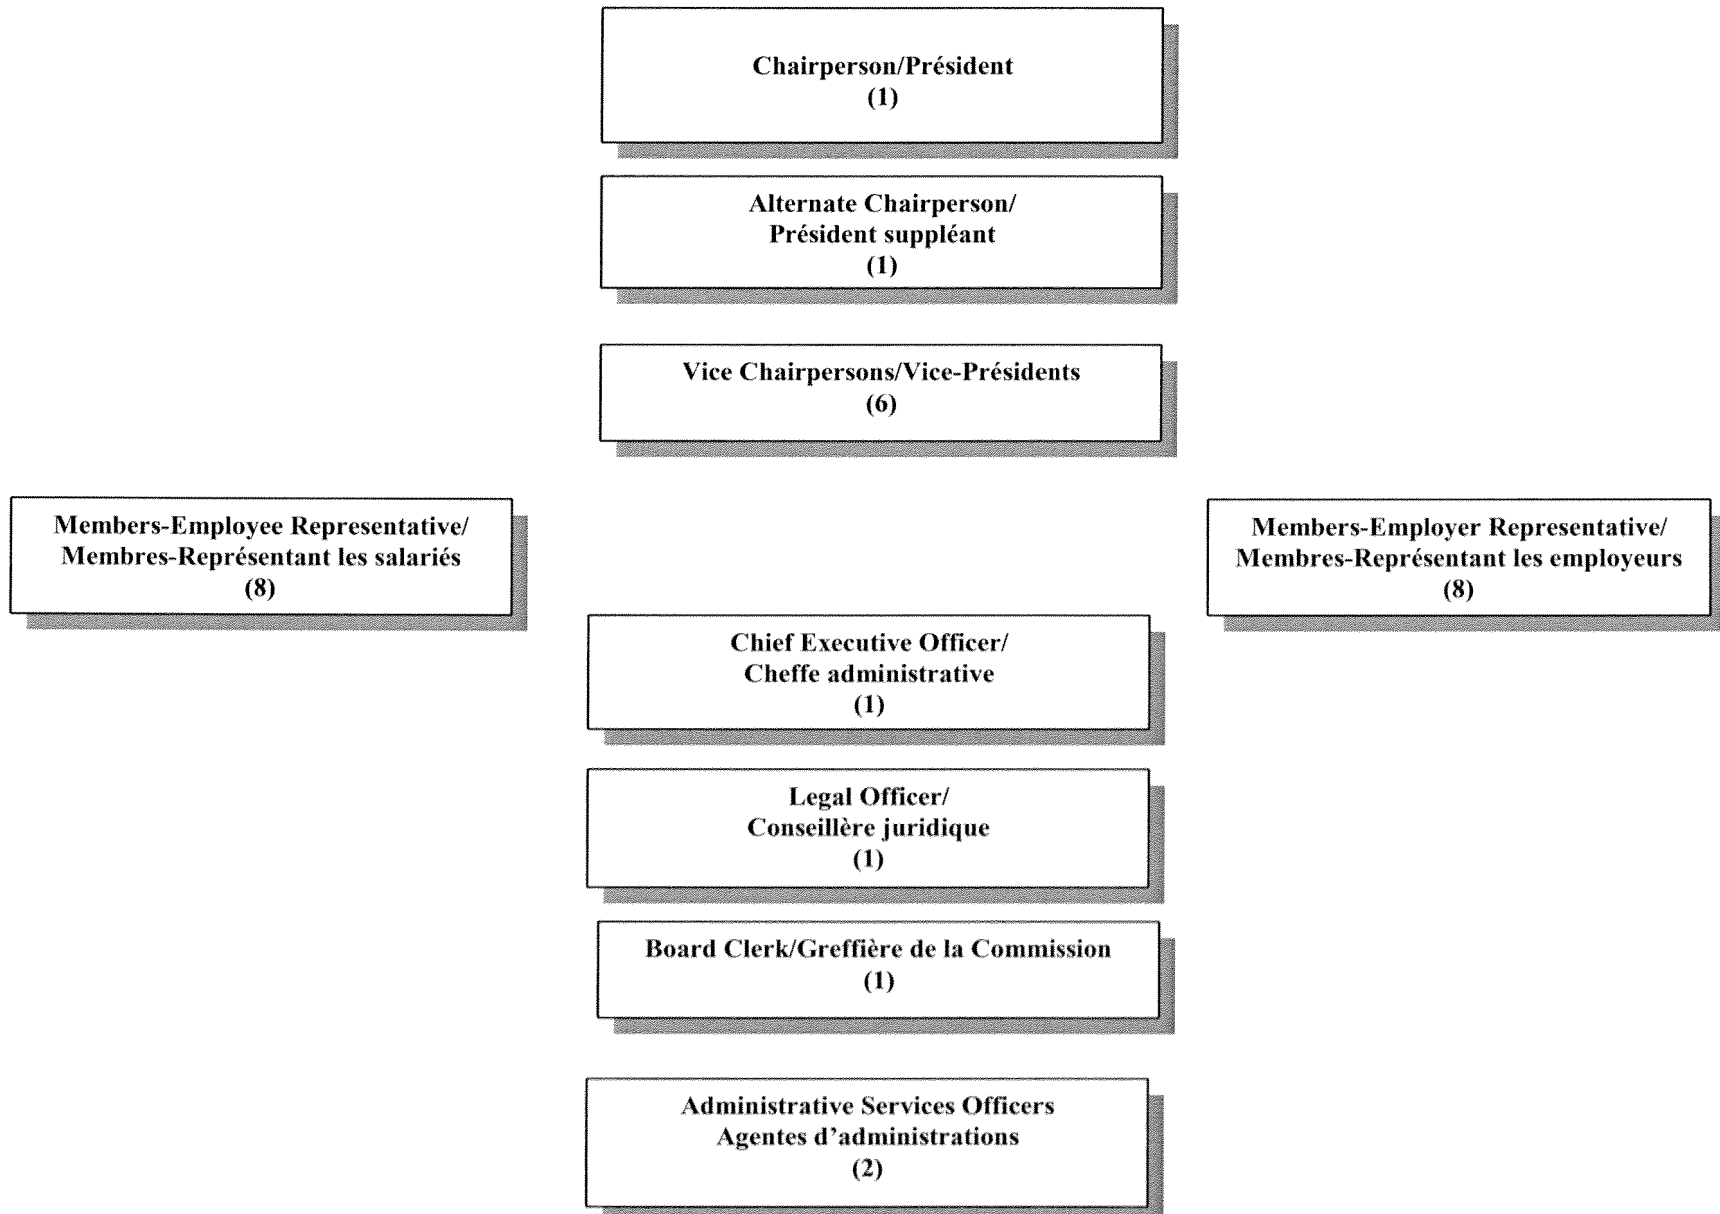 Chairperson/Président
(1)
Alternate Chairperson/
Président suppléant
(1)
Vice Chairpersons/Vice-Présidents
(6)
Members-Employee Representative/
Membres-Représentant les salariés
(8)
Members-Employer Representative/
Membres-Représentant les employeurs
(8)
Chief Executive Officer/
Cheffe administrative
(1)
Legal Officer/
Conseillère juridique
(1)
Board Clerk/Greffière de la Commission
(1)
Administrative Services Officers
Agentes d’administrations
(2)